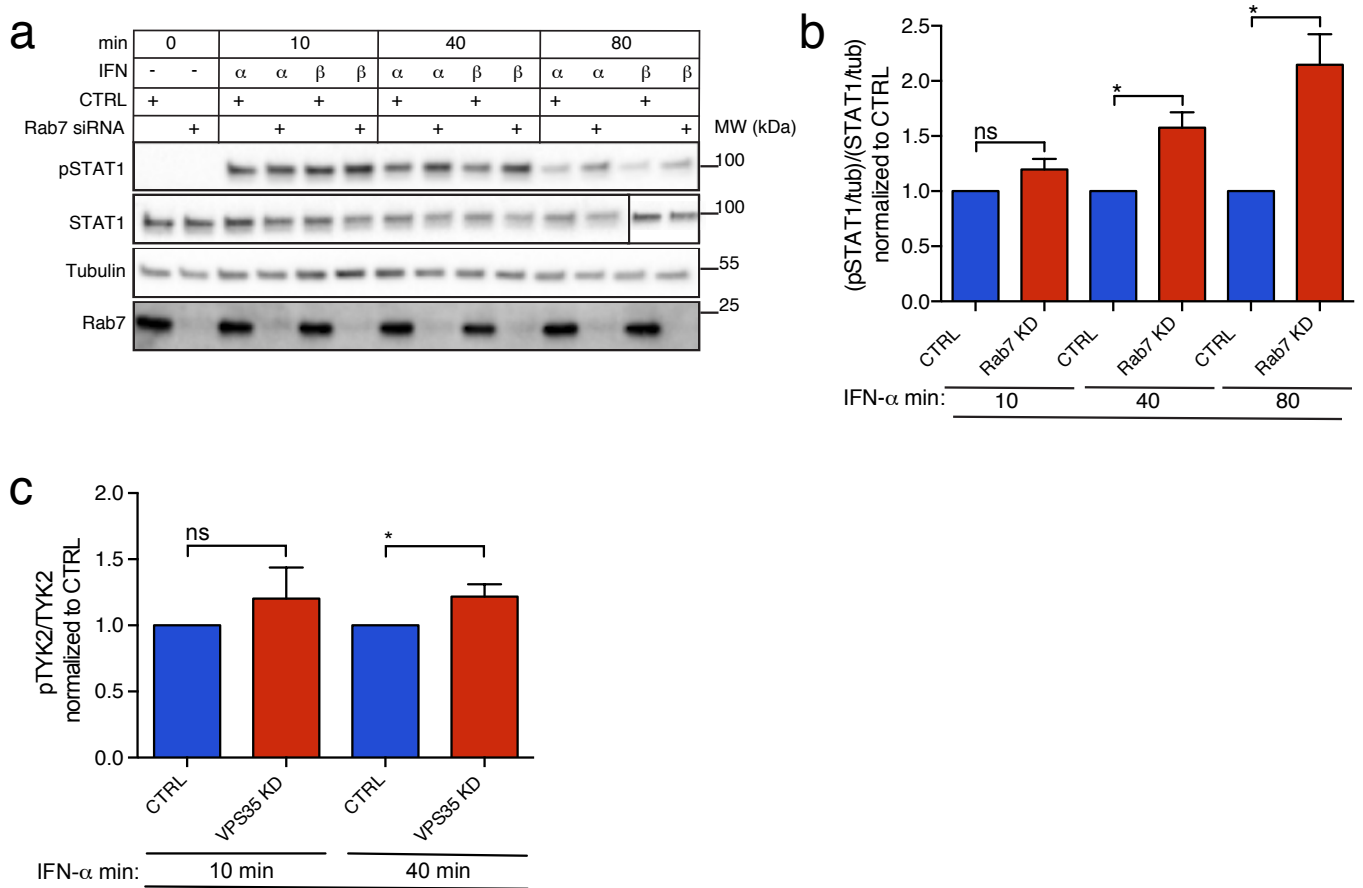 a
min 0 10 40 80
IFN - - α α β β α α β β α α β β
CTRL + + + + + + +
Rab7 siRNA + + + + + + + MW (kDa)
pSTAT1 100
STAT1 100
Tubulin 55
Rab7 25
b
(pSTAT1/tub)/(STAT1/tub)
normalized to CTRL
2.5
2.0
1.5
1.0
0.5
0.0
ns * *
CTRL Rab7 KD CTRL Rab7 KD CTRL Rab7 KD
IFN-α min: 10 40 80
c
pTYK2/TYK2
normalized to CTRL
2.0
1.5
1.0
0.5
0.0
ns *
CTRL VPS35 KD CTRL VPS35 KD
IFN-α min: 10 min 40 min